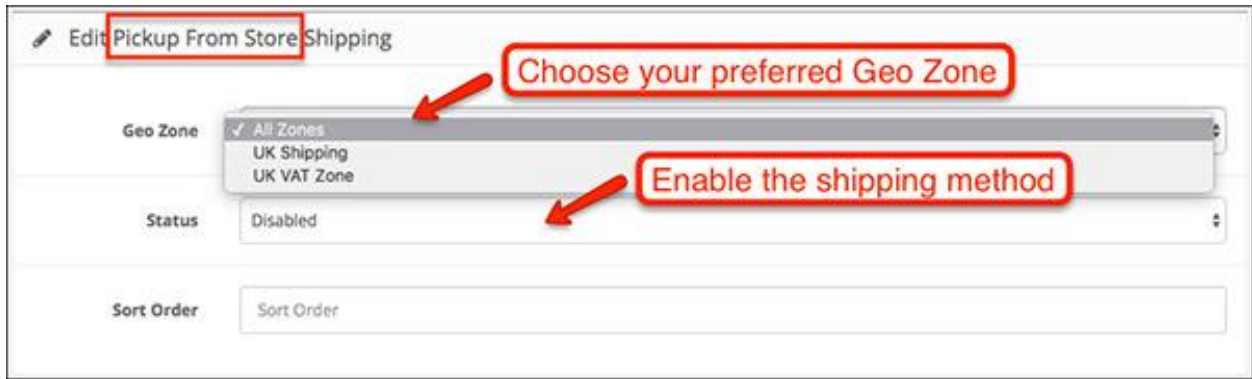 Edit Pickup From Store Shipping
Choose your preferred Geo Zone
Geo Zone
All Zones
UK Shipping
UK VAT Zone
Enable the shipping method
Status
Disabled
Sort Order
Sort Order